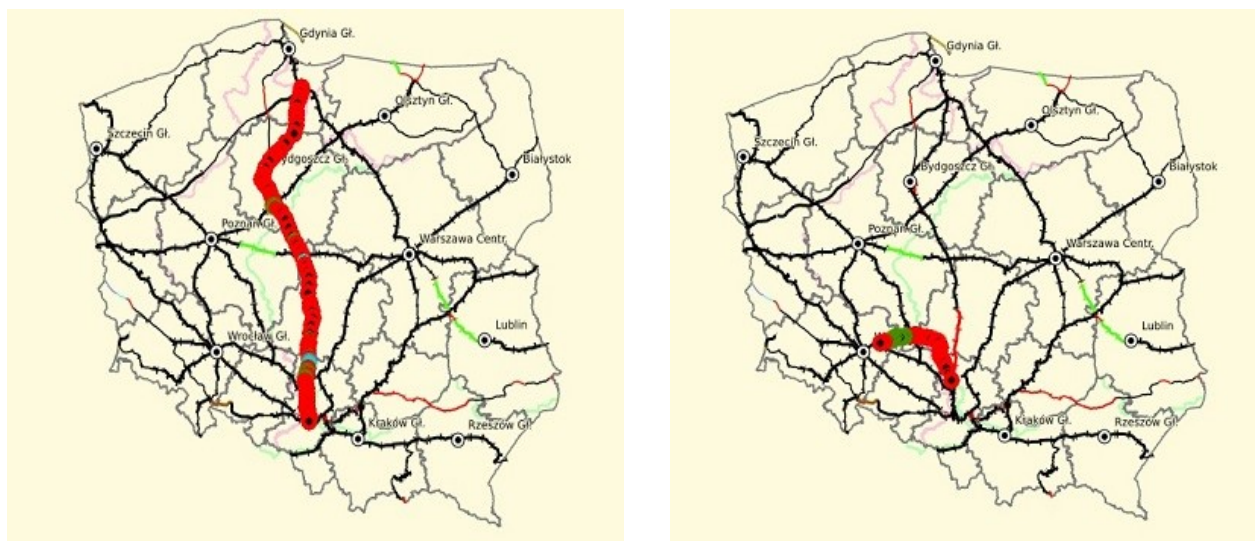 Gdynia Gł.
Olsztyn Gł.
Szczecin Gł.
ydgoszcz Gł.
Białystok
Poznań Gł.
Warszawa Centr.
Wrocław Gł.
Lublin
Kraków Gł.
Rzeszów Gł.
Gdynia Gł.
Olsztyn Gł.
Szczecin Gł.
Bydgoszcz Gł.
Białystok
Poznań Gł.
Warszawa Centr.
Lublin
Kraków Gł.
Rzeszów Gł.